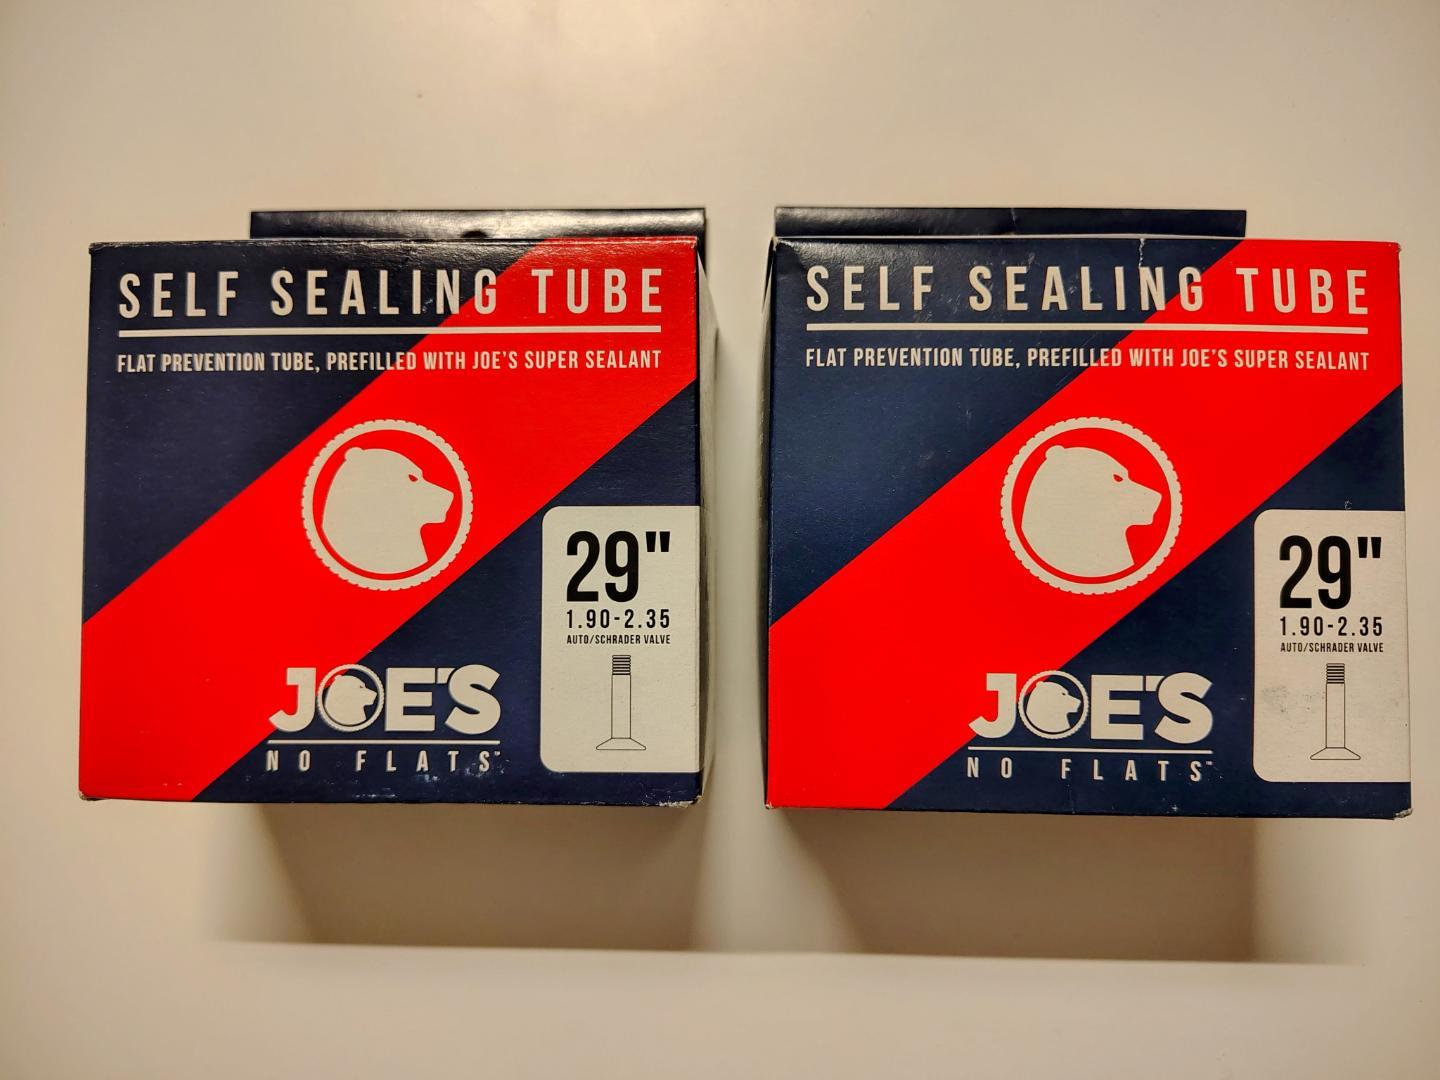 SELF SEALING TUBE
FLAT PREVENTION TUBE, PREFILLED WITH JOE'S SUPER SEALANT
29"
1.90-2.35
AUTO/SCHRADER VALVE
JOE'S
NO FLATS™
SELF SEALING TUBE
FLAT PREVENTION TUBE, PREFILLED WITH JOE'S SUPER SEALANT
29"
1.90-2.35
AUTO/SCHRADER VALVE
JOE'S
NO FLATS™